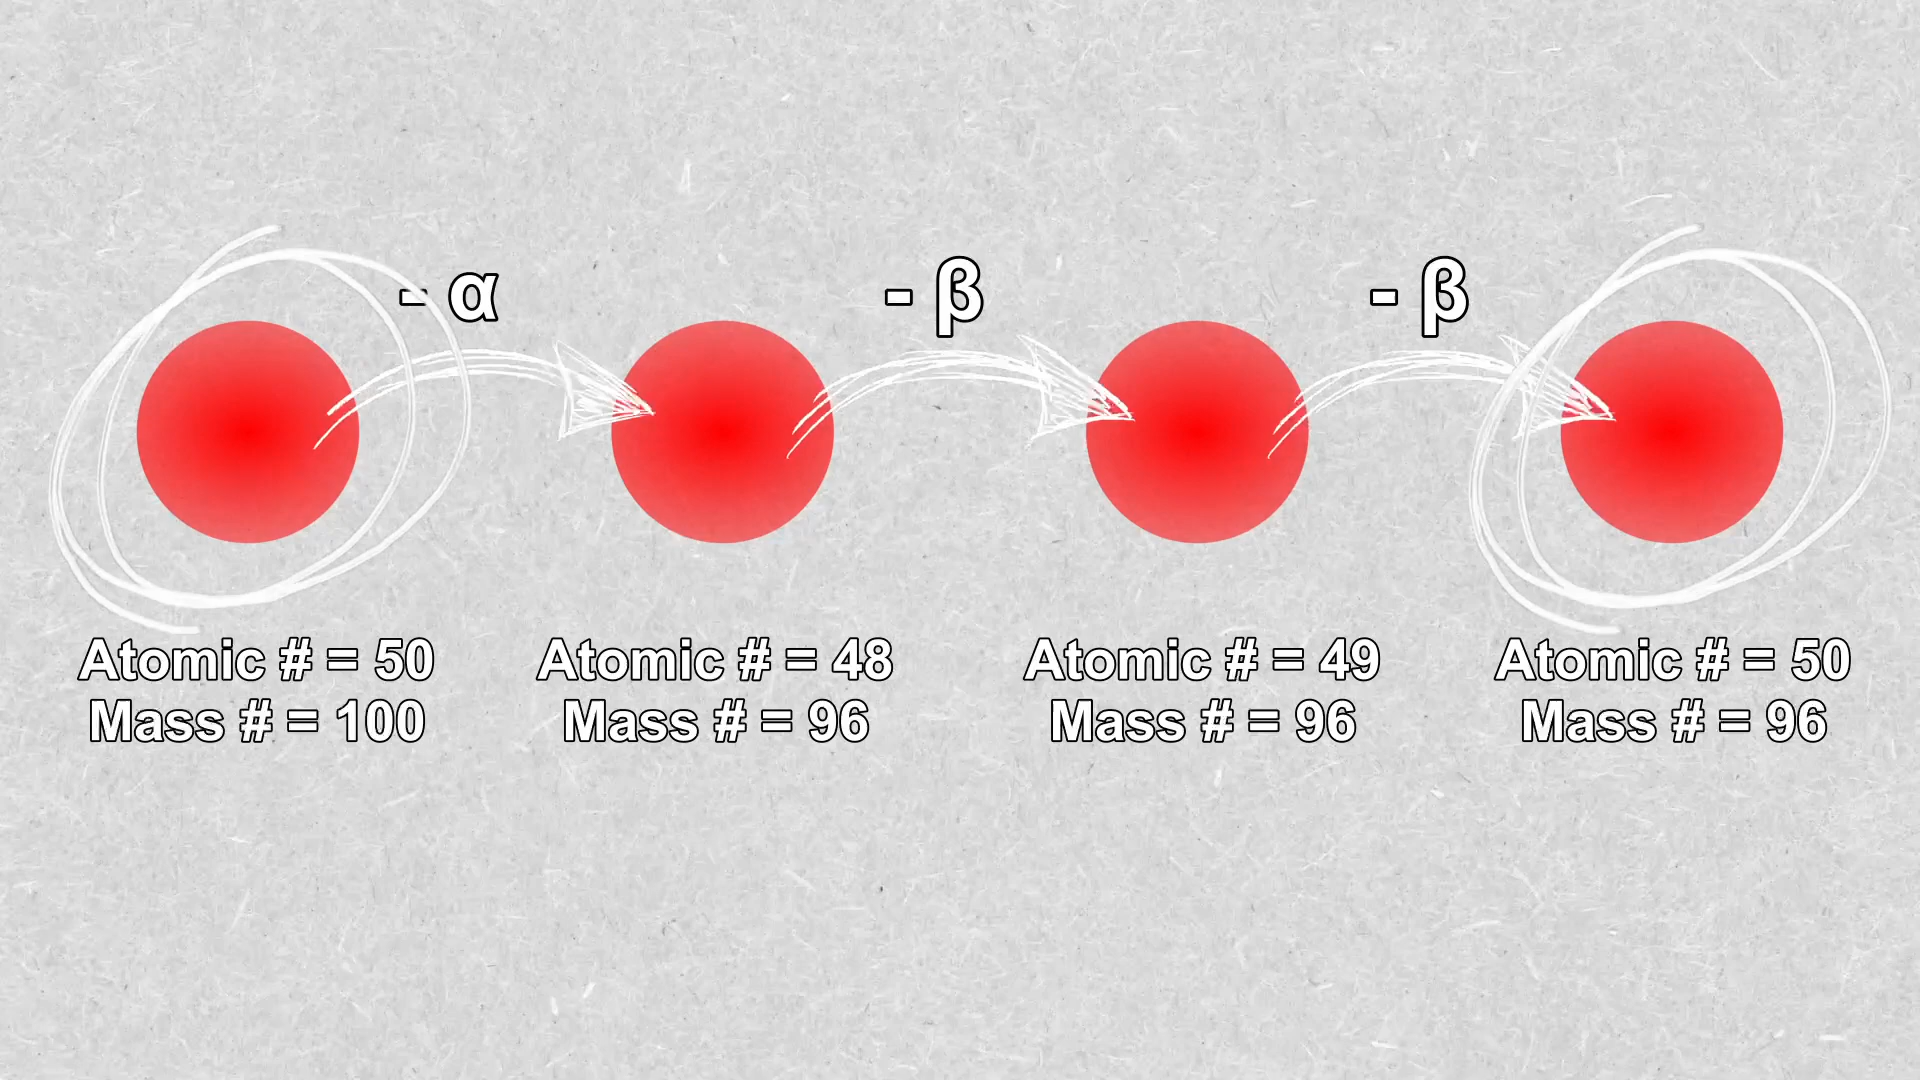 - α
- β
- β
Atomic # = 50
Mass # = 100
Atomic # = 48
Mass # = 96
Atomic # = 49
Mass # = 96
Atomic # = 50
Mass # = 96